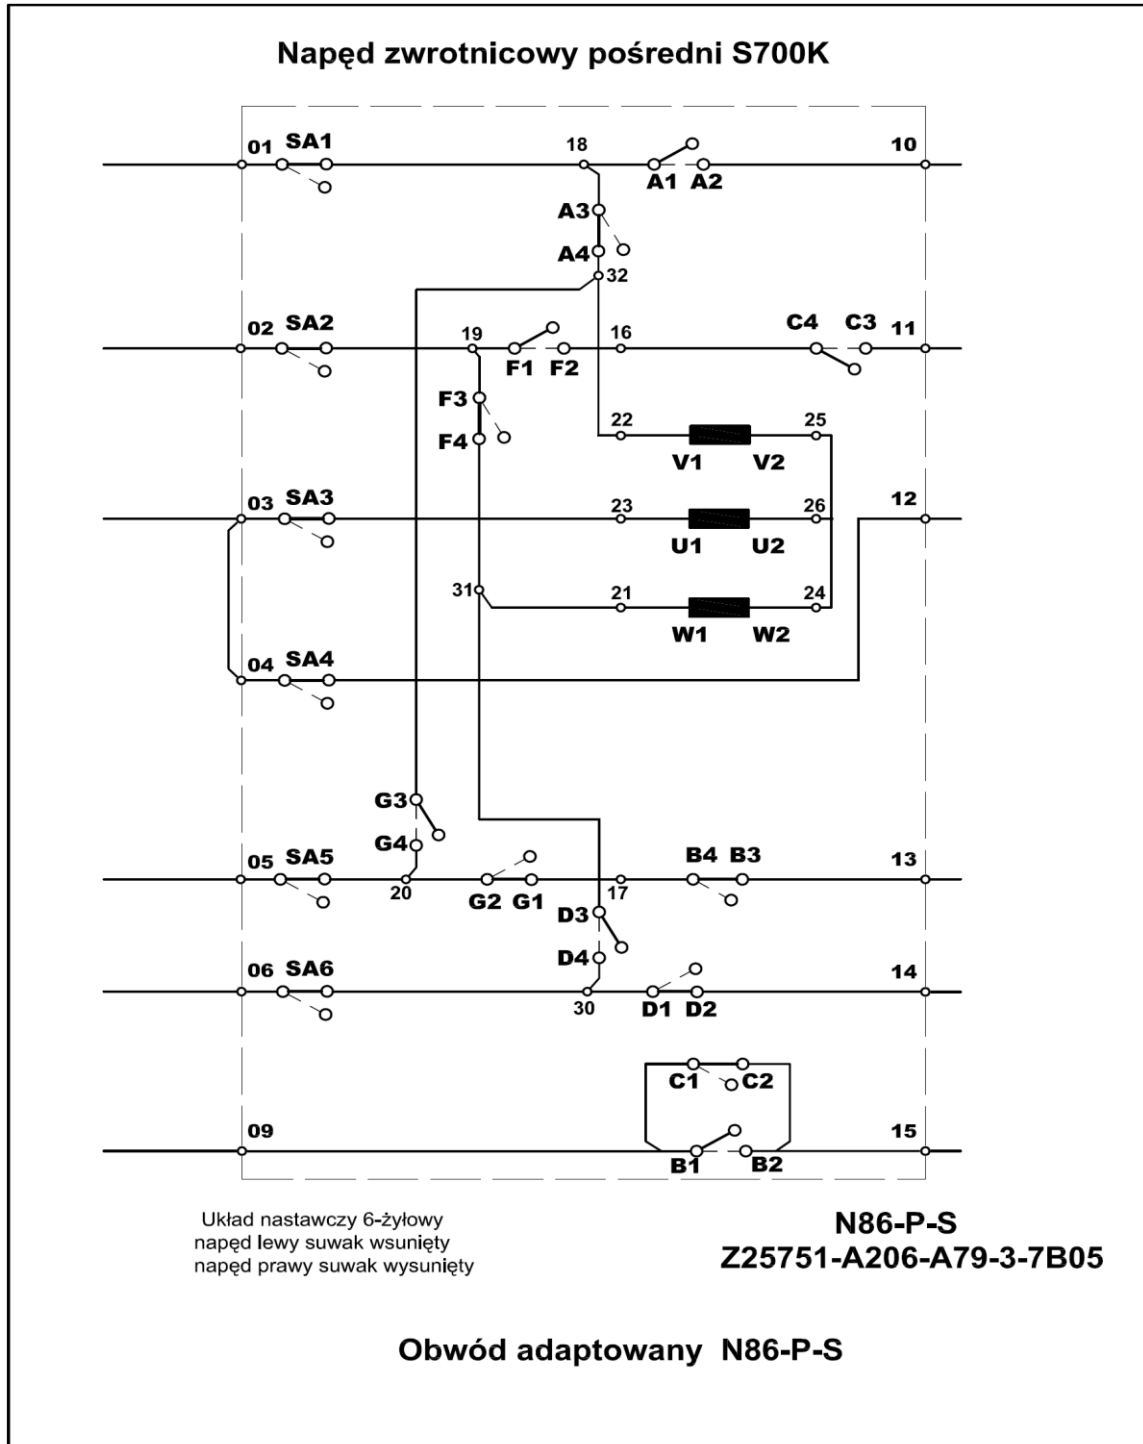 Napęd zwrotnicowy pośredni S700K
01 SA1 18 10
A1 A2
A3
A4
32
02 SA2 19 16 C4 C3 11
F1 F2
F3
F4
22 25
V1 V2
03 SA3 23 26 12
U1 U2
31 21 24
W1 W2
04 SA4
G3
G4
05 SA5 B4 B3 13
20 G2 G1 17
D3
D4
06 SA6 14
30 D1 D2
C1 C2
09 15
B1 B2
Układ nastawczy 6-żyłowy
napęd lewy suwak wsunięty
napęd prawy suwak wysunięty
N86-P-S
Z25751-A206-A79-3-7B05
Obwód adaptowany N86-P-S